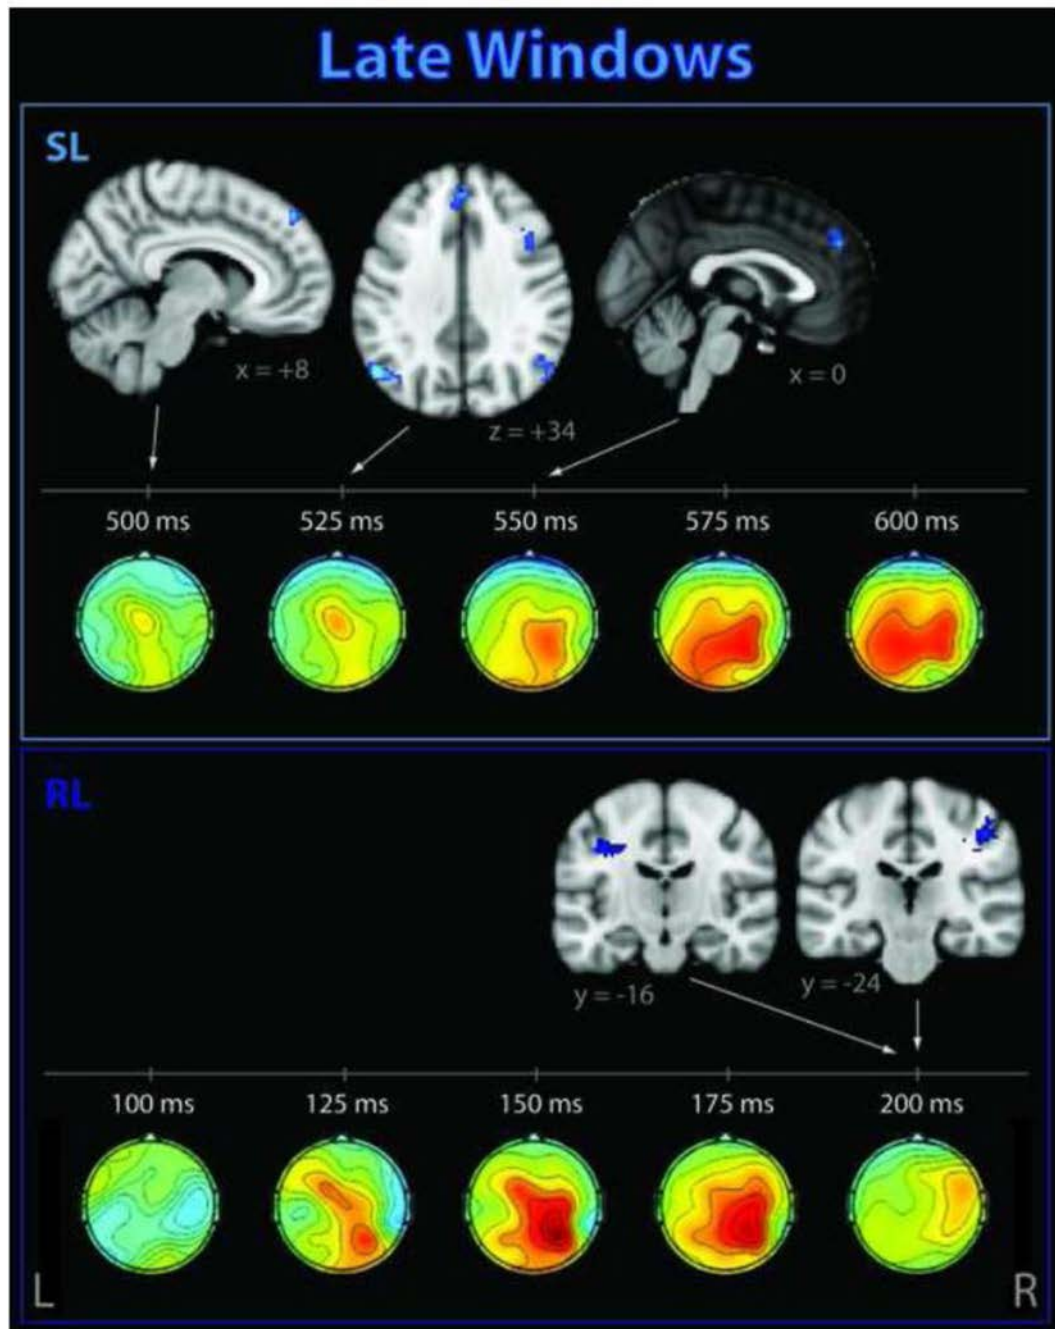 Late Windows
SL
x = +8
z = +34
x = 0
500 ms 525 ms 550 ms 575 ms 600 ms
RL
y = -16
y = -24
100 ms 125 ms 150 ms 175 ms 200 ms
L R